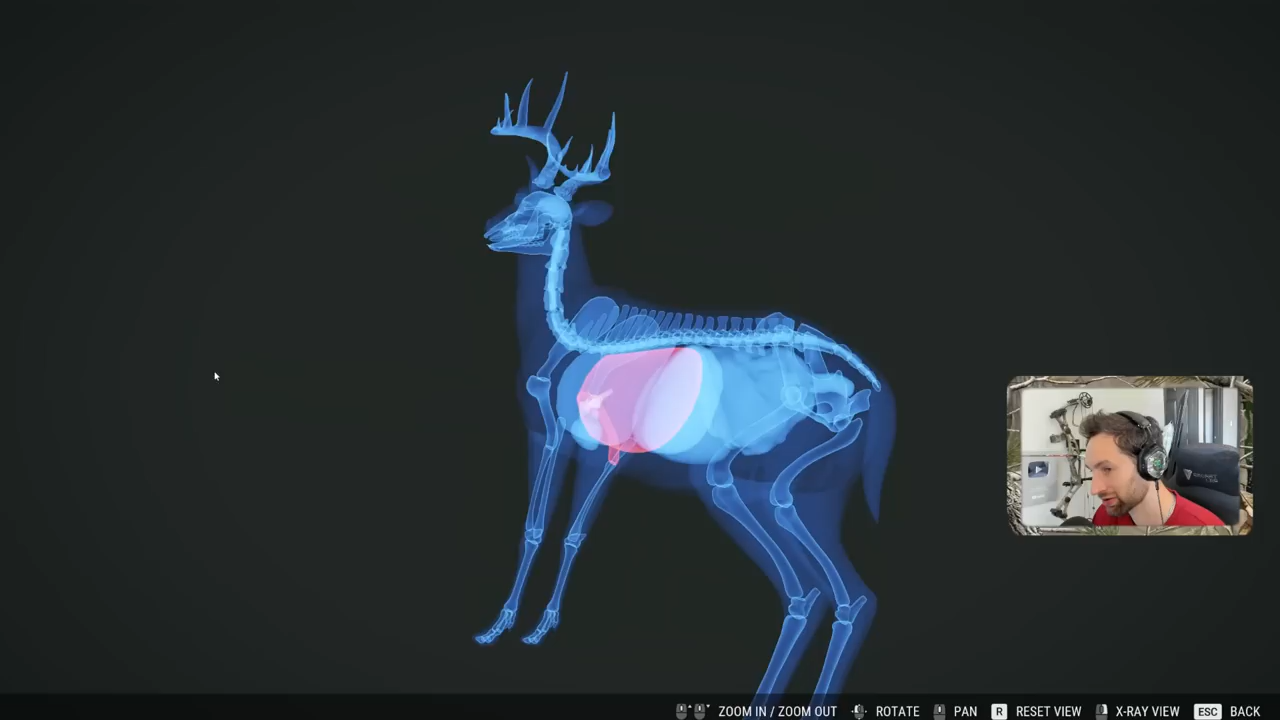 ZOOM IN / ZOOM OUT ROTATE PAN R RESET VIEW X-RAY VIEW ESC BACK